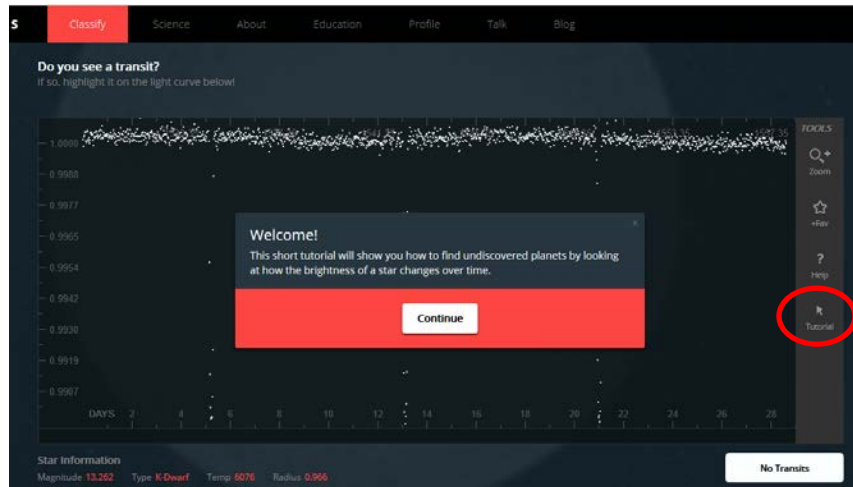 S Classify Science About Education Profile Talk Blog
Do you see a transit?
If so, highlight it on the light curve below!
TOOLS
1.0000
Zoom
0.9988
0.9977
+Fav
0.9965
Welcome!
This short tutorial will show you how to find undiscovered planets by looking
at how the brightness of a star changes over time.
Continue
0.9954
Help
0.9942
0.9930
Tutorial
0.9919
0.9907
DAYS 2 4 6 8 10 12 14 16 18 20 22 24 26 28
Star Information
Magnitude 13.262 Type K-Dwarf Temp 6076 Radius 0.966
No Transits